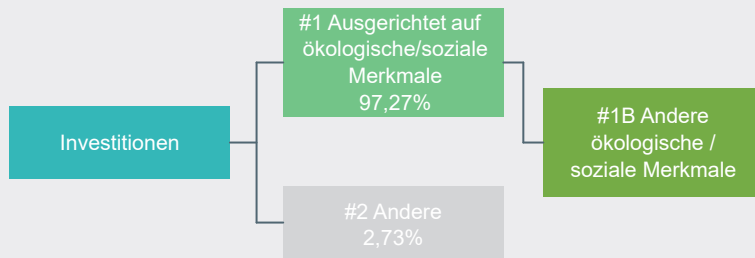 Investitionen
#1 Ausgerichtet auf
ökologische/soziale
Merkmale
97,27%
#2 Andere
2,73%
#1B Andere
ökologische /
soziale Merkmale